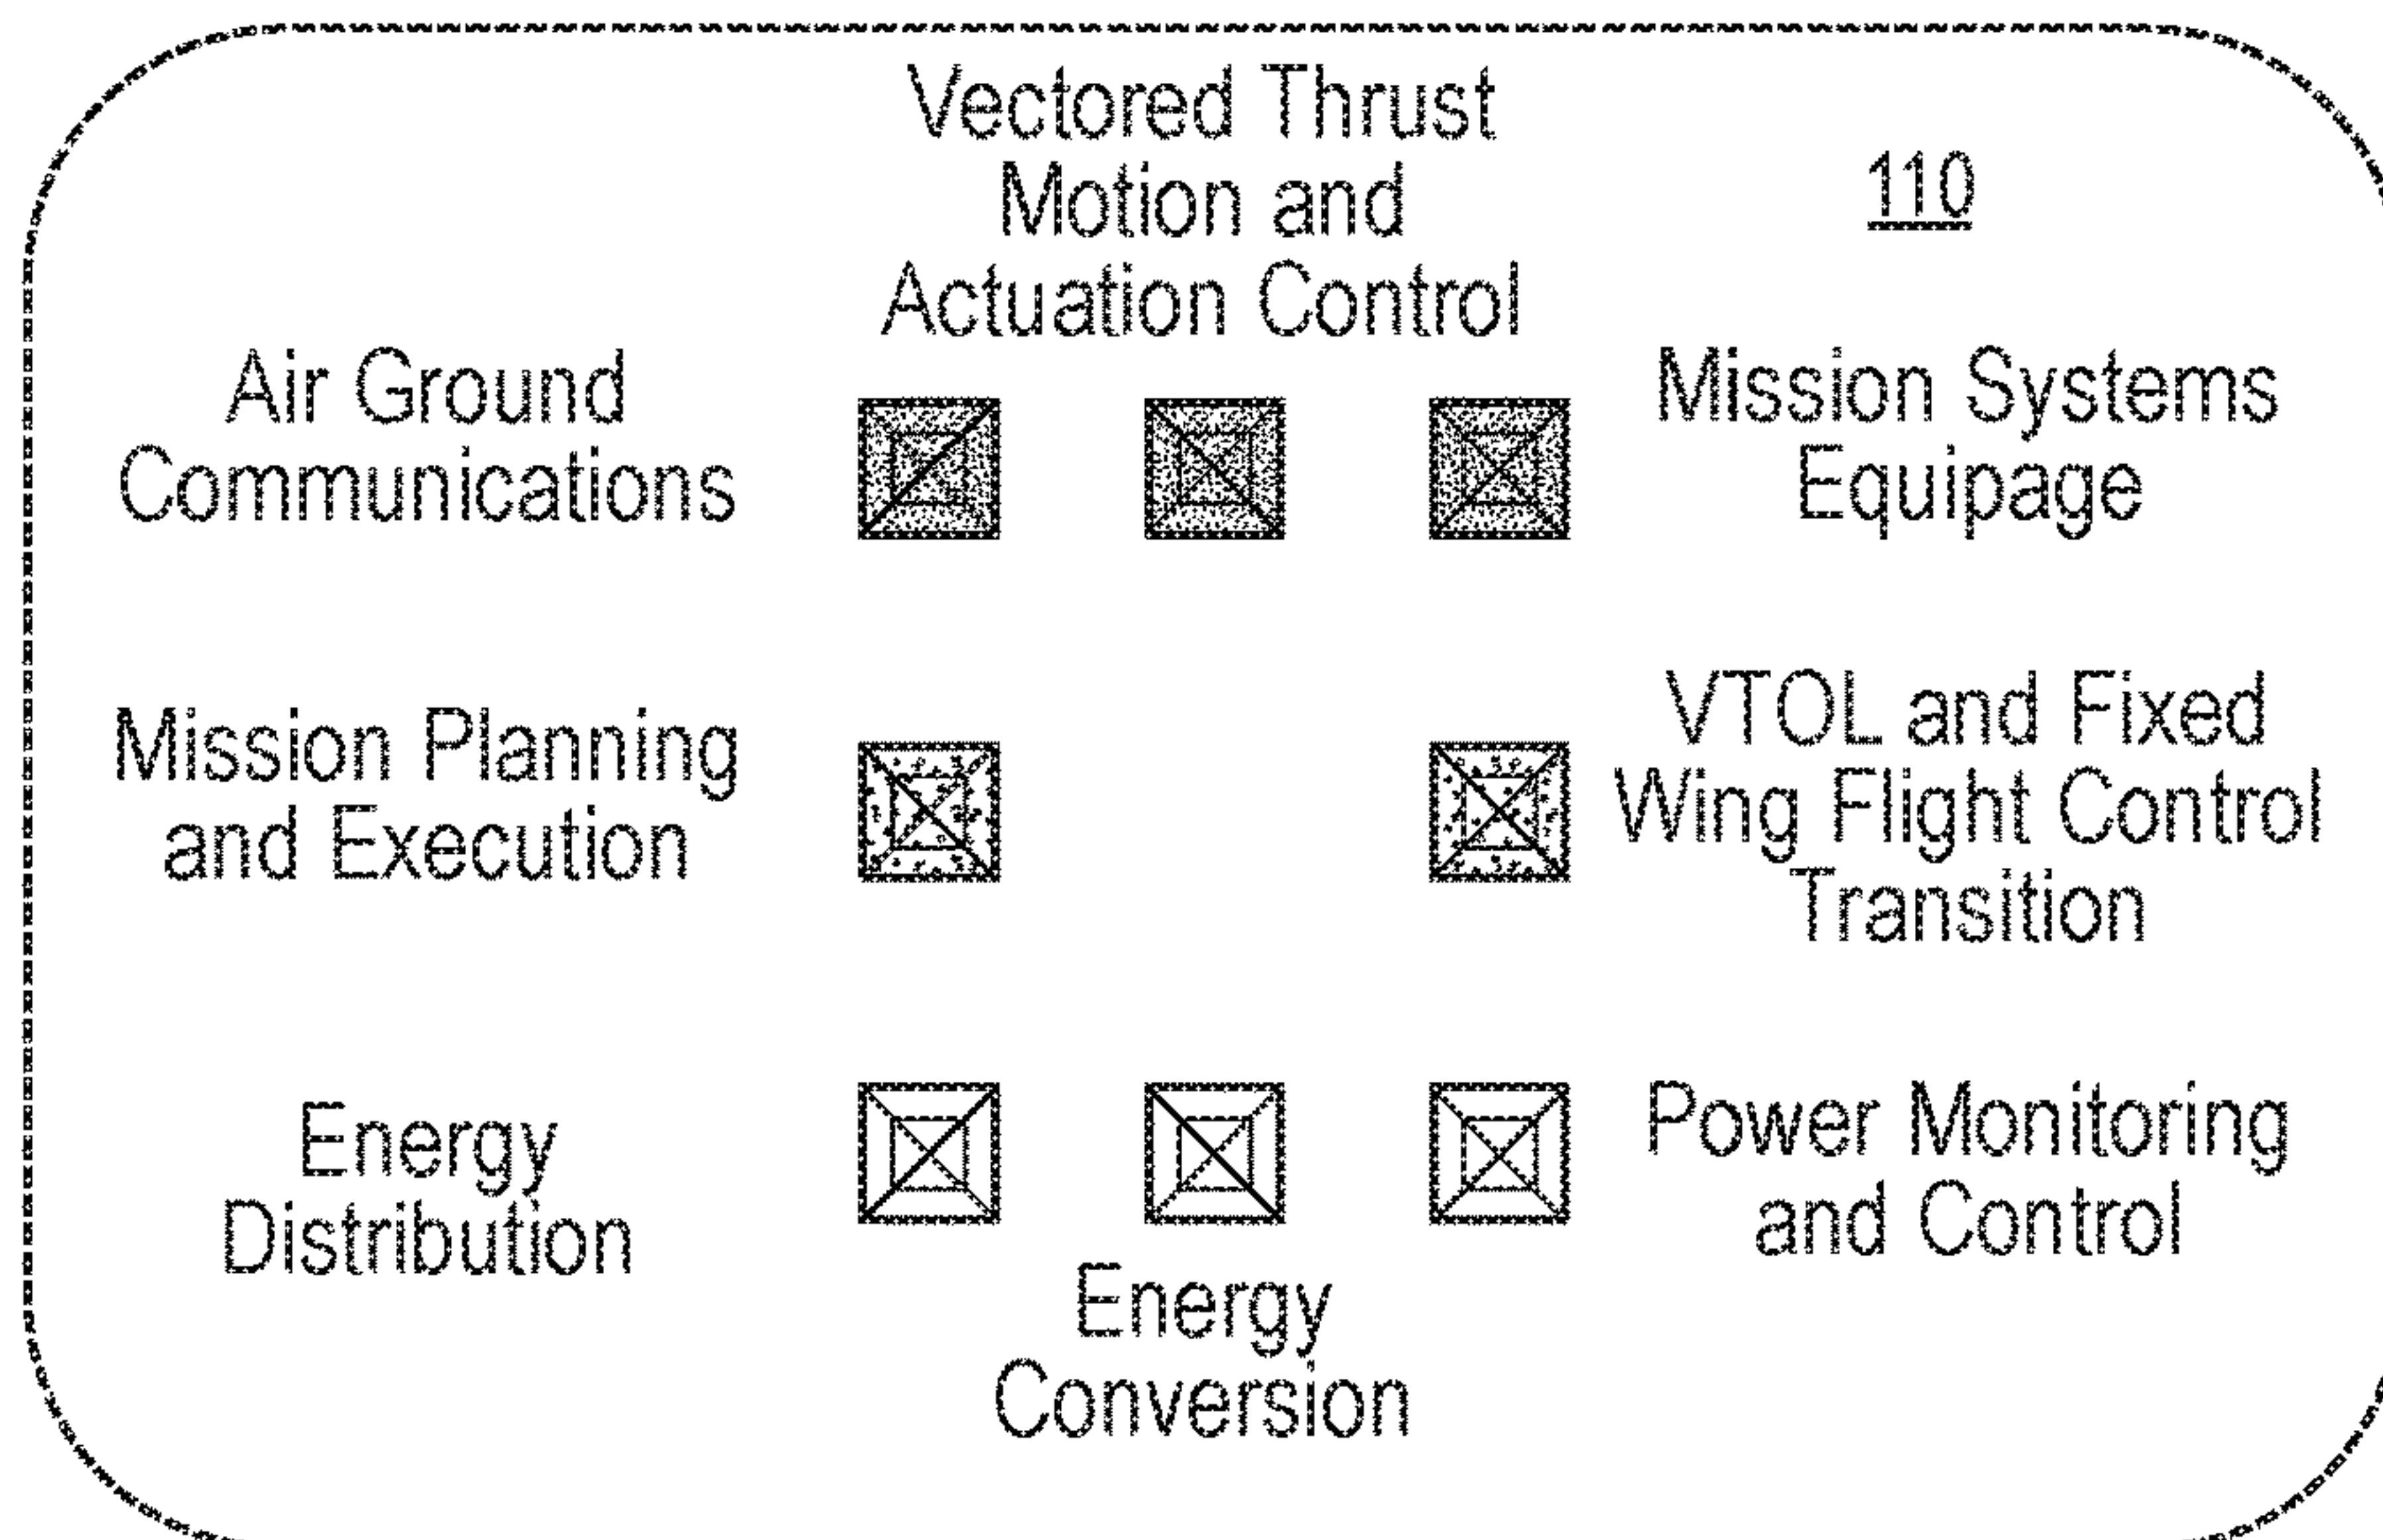 Vectored Thrust
Motion and
Actuation Control
110
Air Ground
Communications
Mission Systems
Equipage
Mission Planning
and Execution
VTOL and Fixed
Wing Flight Control
Transition
Energy
Distribution
Power Monitoring
and Control
Energy
Conversion